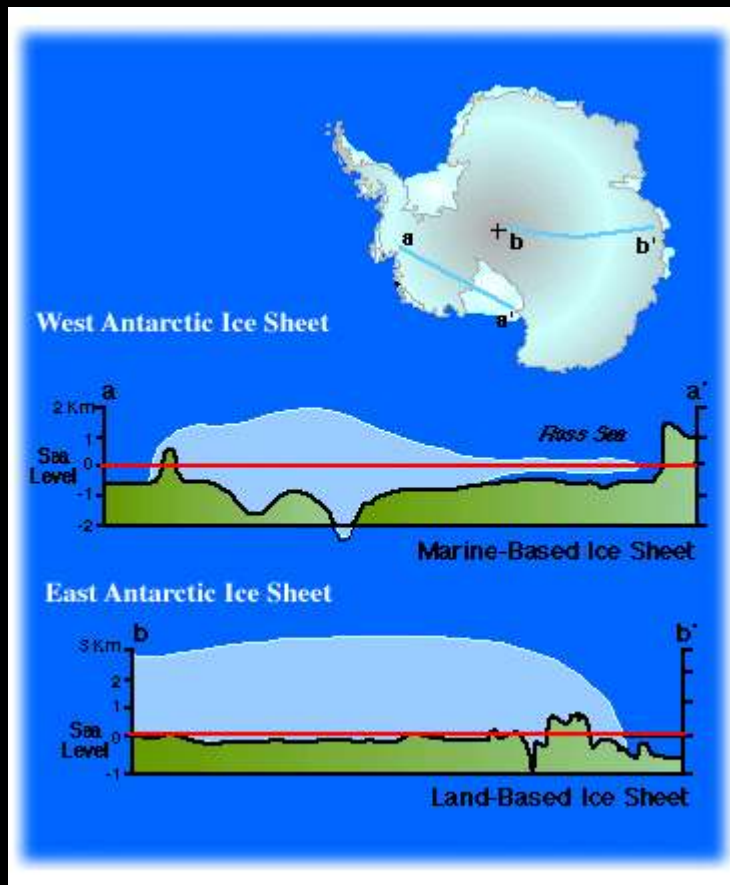 a
b
b'
a'
West Antarctic Ice Sheet
a
a'
2 Km
1
Ross Sea
Sea
Level
0
-1
-2
Marine-Based Ice Sheet
East Antarctic Ice Sheet
b
b'
3 Km
2
1
Sea
Level
0
-1
Land-Based Ice Sheet